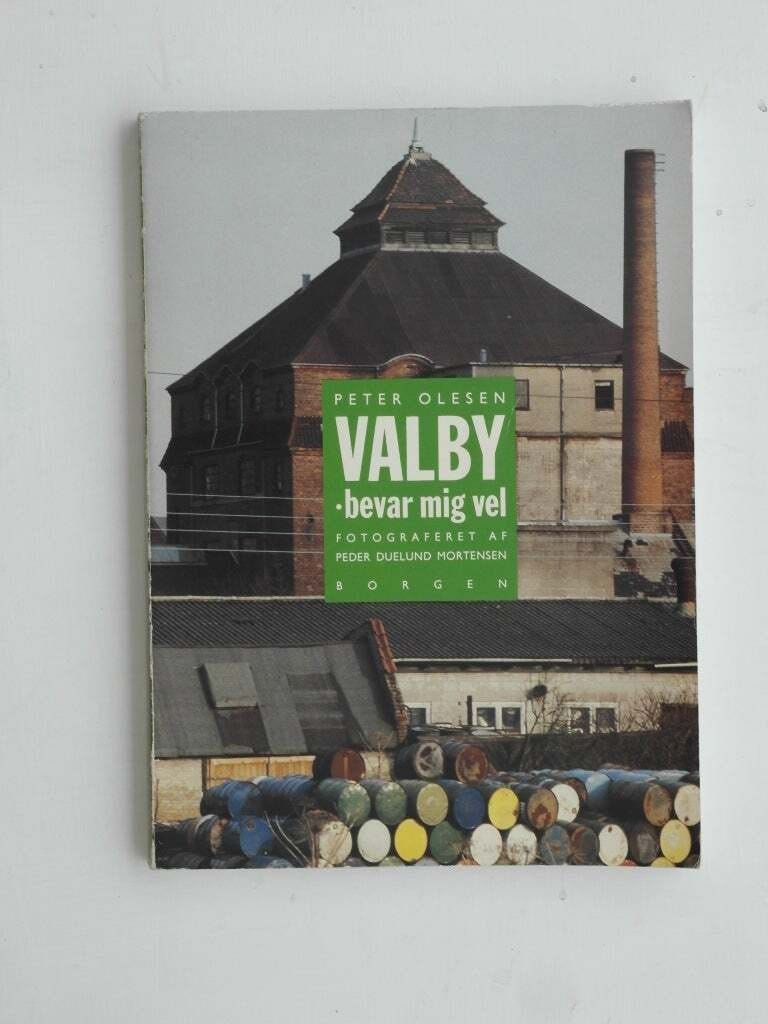 PETER OLESEN
VALBY
·bevar mig vel
FOTOGRAFERET AF
PEDER DUELUND MORTENSEN
BORGEN